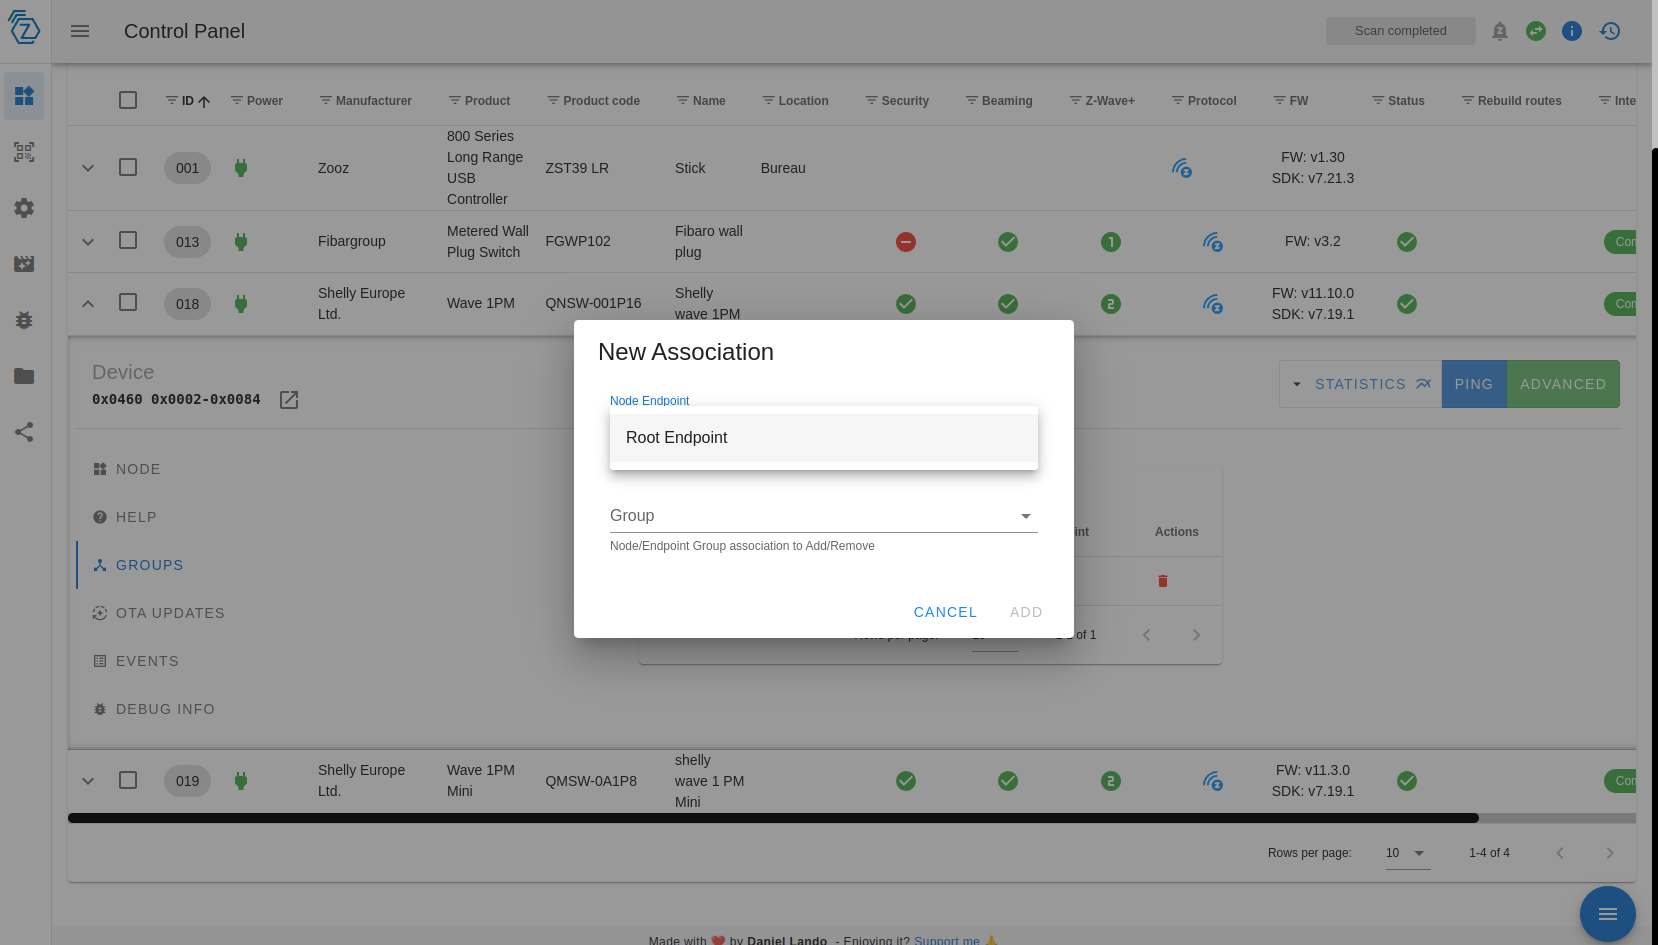 Control Panel
Scan completed
ID Power Manufacturer Product Product code Name Location Security Beaming Z-Wave+ Protocol FW Status Rebuild routes Inte
001 Zooz 800 Series Long Range USB Controller ZST39 LR Stick Bureau FW: v1.30 SDK: v7.21.3
013 Fibargroup Metered Wall Plug Switch FGWP102 Fibaro wall plug 1 FW: v3.2 Con
018 Shelly Europe Ltd. Wave 1PM QNSW-001P16 Shelly wave 1PM 2 FW: v11.10.0 SDK: v7.19.1 Con
Device
0x0460 0x0002-0x0084
STATISTICS PING ADVANCED
NODE
HELP
GROUPS
OTA UPDATES
EVENTS
DEBUG INFO
New Association
Node Endpoint
Root Endpoint
Group
Node/Endpoint Group association to Add/Remove
CANCEL ADD
int Actions
of 1
019 Shelly Europe Ltd. Wave 1PM Mini QMSW-0A1P8 shelly wave 1 PM Mini 2 FW: v11.3.0 SDK: v7.19.1 Con
Rows per page: 10 1-4 of 4
Made with ❤️ by Daniel Lando - Enjoying it? Support me 🙏